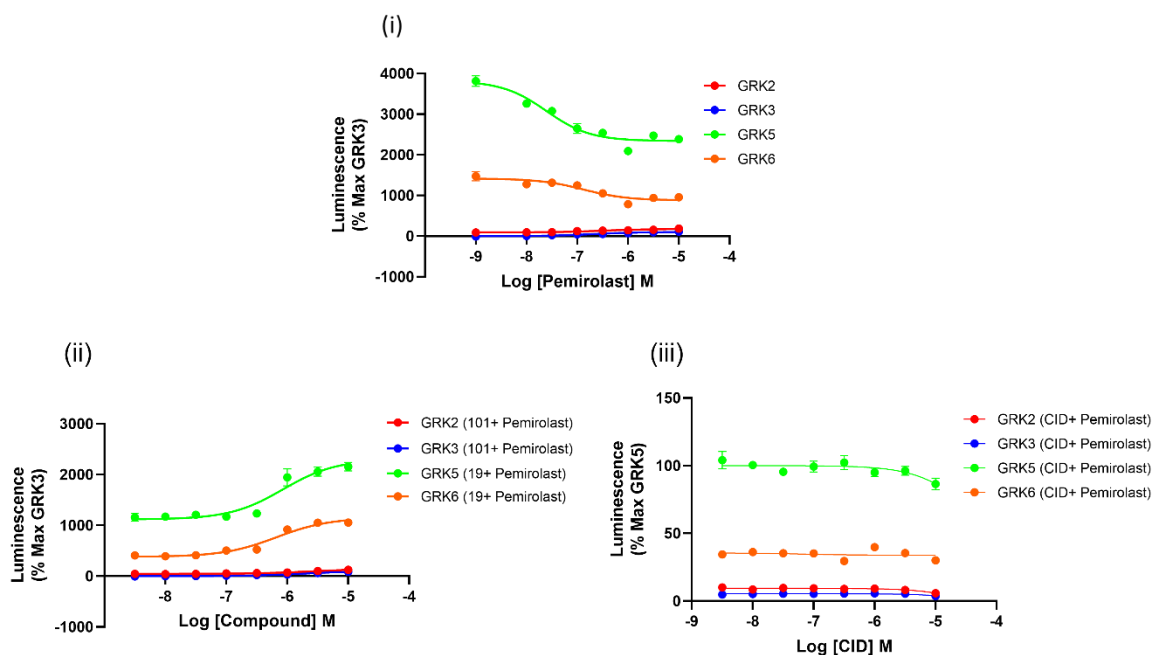 (i)
4000
3000
2000
1000
0
-1000
Luminescence
(% Max GRK3)
-9
-8
-7
-6
-5
-4
Log [Pemirolast] M
GRK2
GRK3
GRK5
GRK6
(ii)
3000
2000
1000
0
-1000
Luminescence
(% Max GRK3)
-8
-7
-6
-5
-4
Log [Compound] M
GRK2 (101+ Pemirolast)
GRK3 (101+ Pemirolast)
GRK5 (19+ Pemirolast)
GRK6 (19+ Pemirolast)
(iii)
150
100
50
0
Luminescence
(% Max GRK5)
-9
-8
-7
-6
-5
-4
Log [CID] M
GRK2 (CID+ Pemirolast)
GRK3 (CID+ Pemirolast)
GRK5 (CID+ Pemirolast)
GRK6 (CID+ Pemirolast)